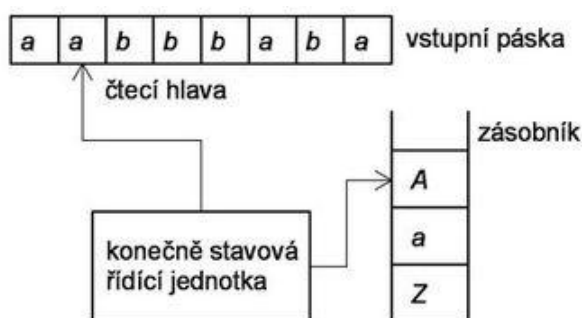 a a b b b a b a vstupní páska
čtecí hlava
zásobník
A
a
Z
konečně stavová
řídící jednotka